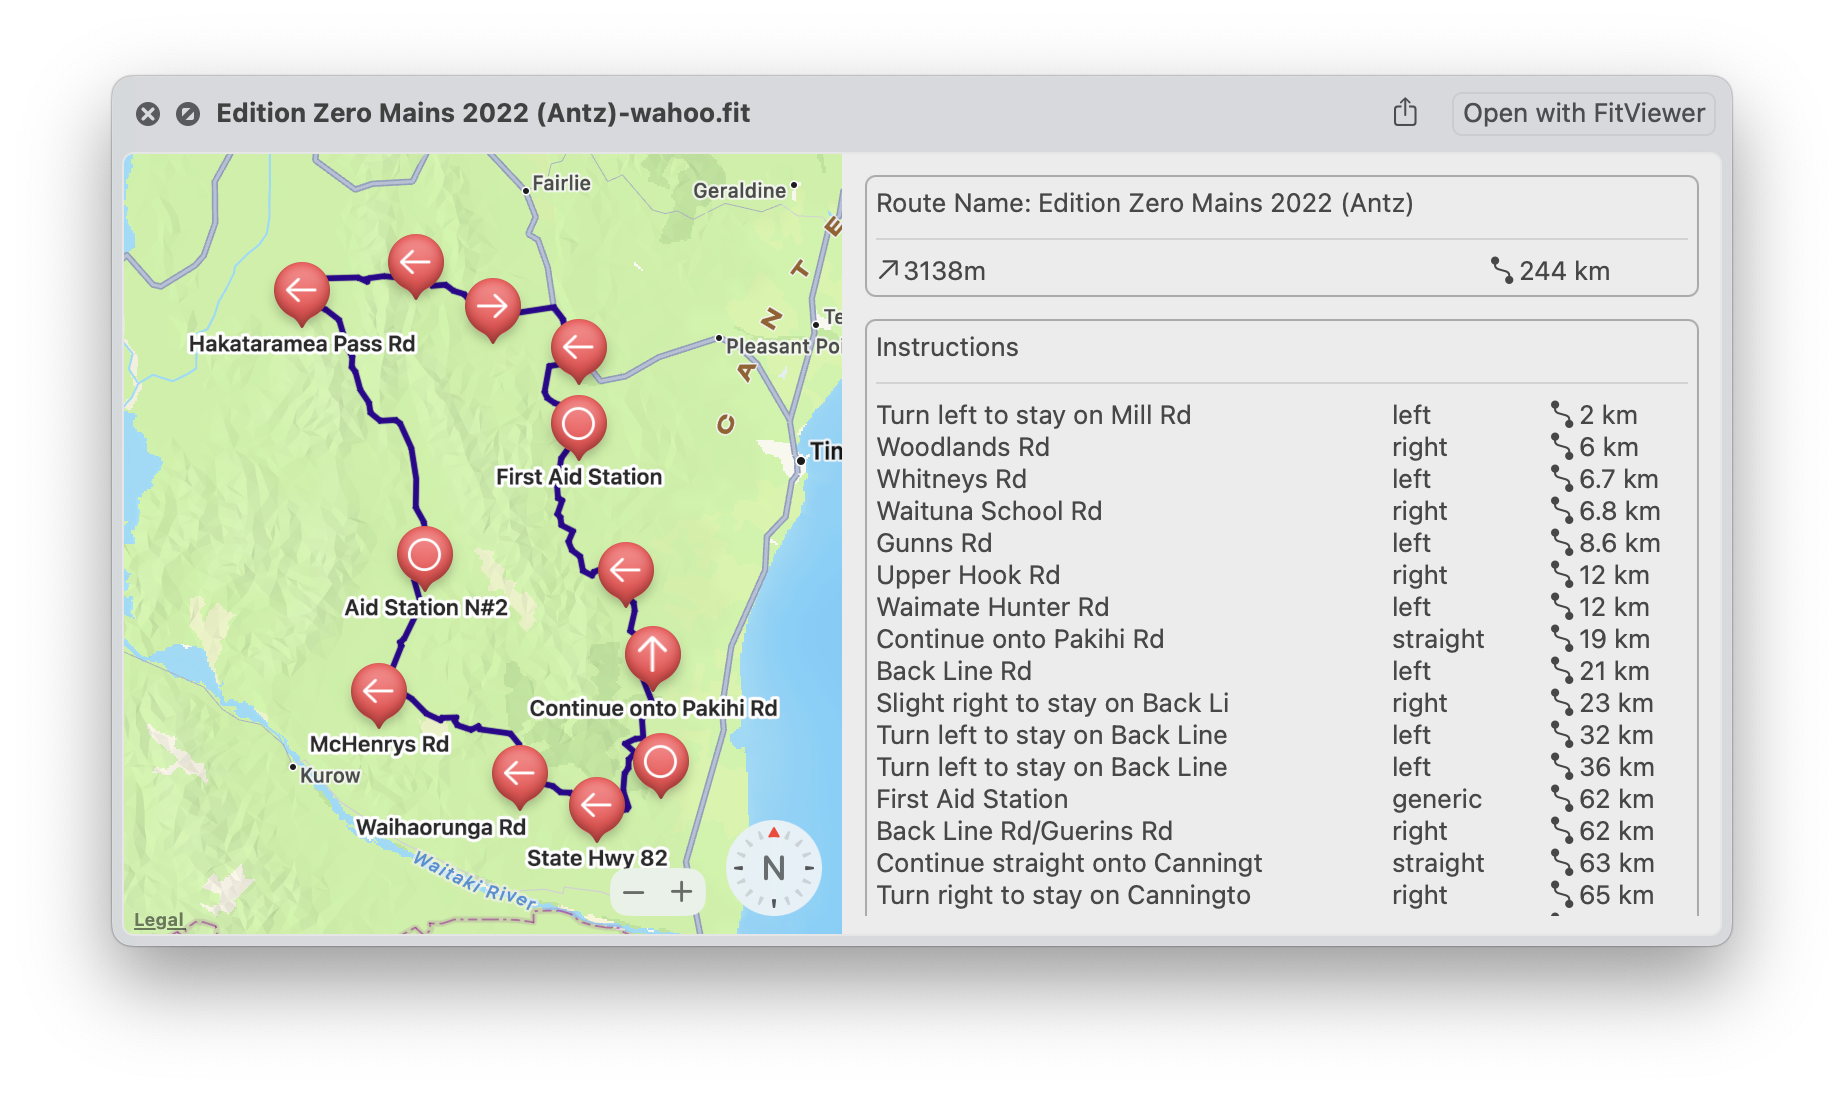 Edition Zero Mains 2022 (Antz)-wahoo.fit
Open with FitViewer
Fairlie
Geraldine
Hakataramea Pass Rd
Te
Pleasant Poi
C A N T E
Tin
First Aid Station
Aid Station N#2
Continue onto Pakihi Rd
McHenrys Rd
Kurow
Waihaorunga Rd
State Hwy 82
Waitaki River
N
− +
Legal
Route Name: Edition Zero Mains 2022 (Antz)
3138m 244 km
Instructions
Turn left to stay on Mill Rd left 2 km
Woodlands Rd right 6 km
Whitneys Rd left 6.7 km
Waituna School Rd right 6.8 km
Gunns Rd left 8.6 km
Upper Hook Rd right 12 km
Waimate Hunter Rd left 12 km
Continue onto Pakihi Rd straight 19 km
Back Line Rd left 21 km
Slight right to stay on Back Li right 23 km
Turn left to stay on Back Line left 32 km
Turn left to stay on Back Line left 36 km
First Aid Station generic 62 km
Back Line Rd/Guerins Rd right 62 km
Continue straight onto Canningt straight 63 km
Turn right to stay on Canningto right 65 km